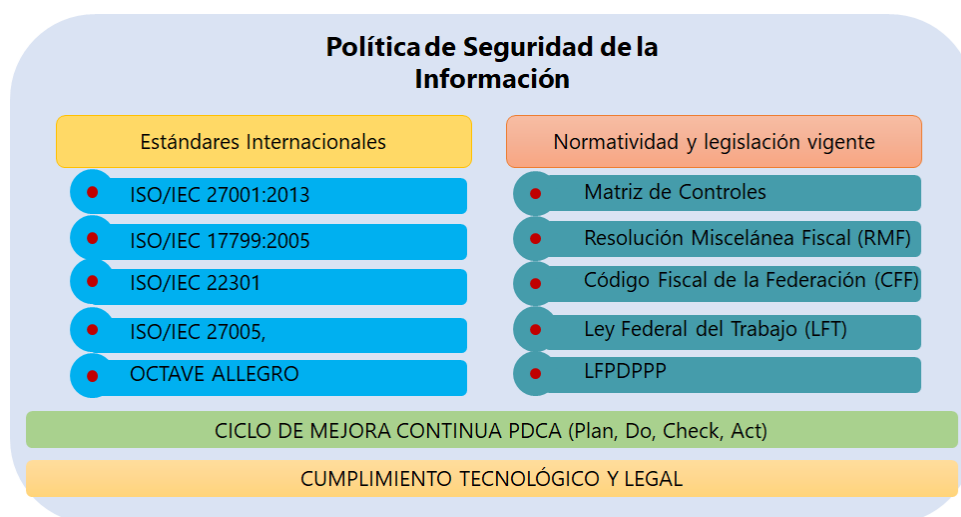 Política de Seguridad de la
Información
Estándares Internacionales
ISO/IEC 27001:2013
ISO/IEC 17799:2005
ISO/IEC 22301
ISO/IEC 27005,
OCTAVE ALLEGRO
Normatividad y legislación vigente
Matriz de Controles
Resolución Miscelánea Fiscal (RMF)
Código Fiscal de la Federación (CFF)
Ley Federal del Trabajo (LFT)
LFPDPPP
CICLO DE MEJORA CONTINUA PDCA (Plan, Do, Check, Act)
CUMPLIMIENTO TECNOLÓGICO Y LEGAL